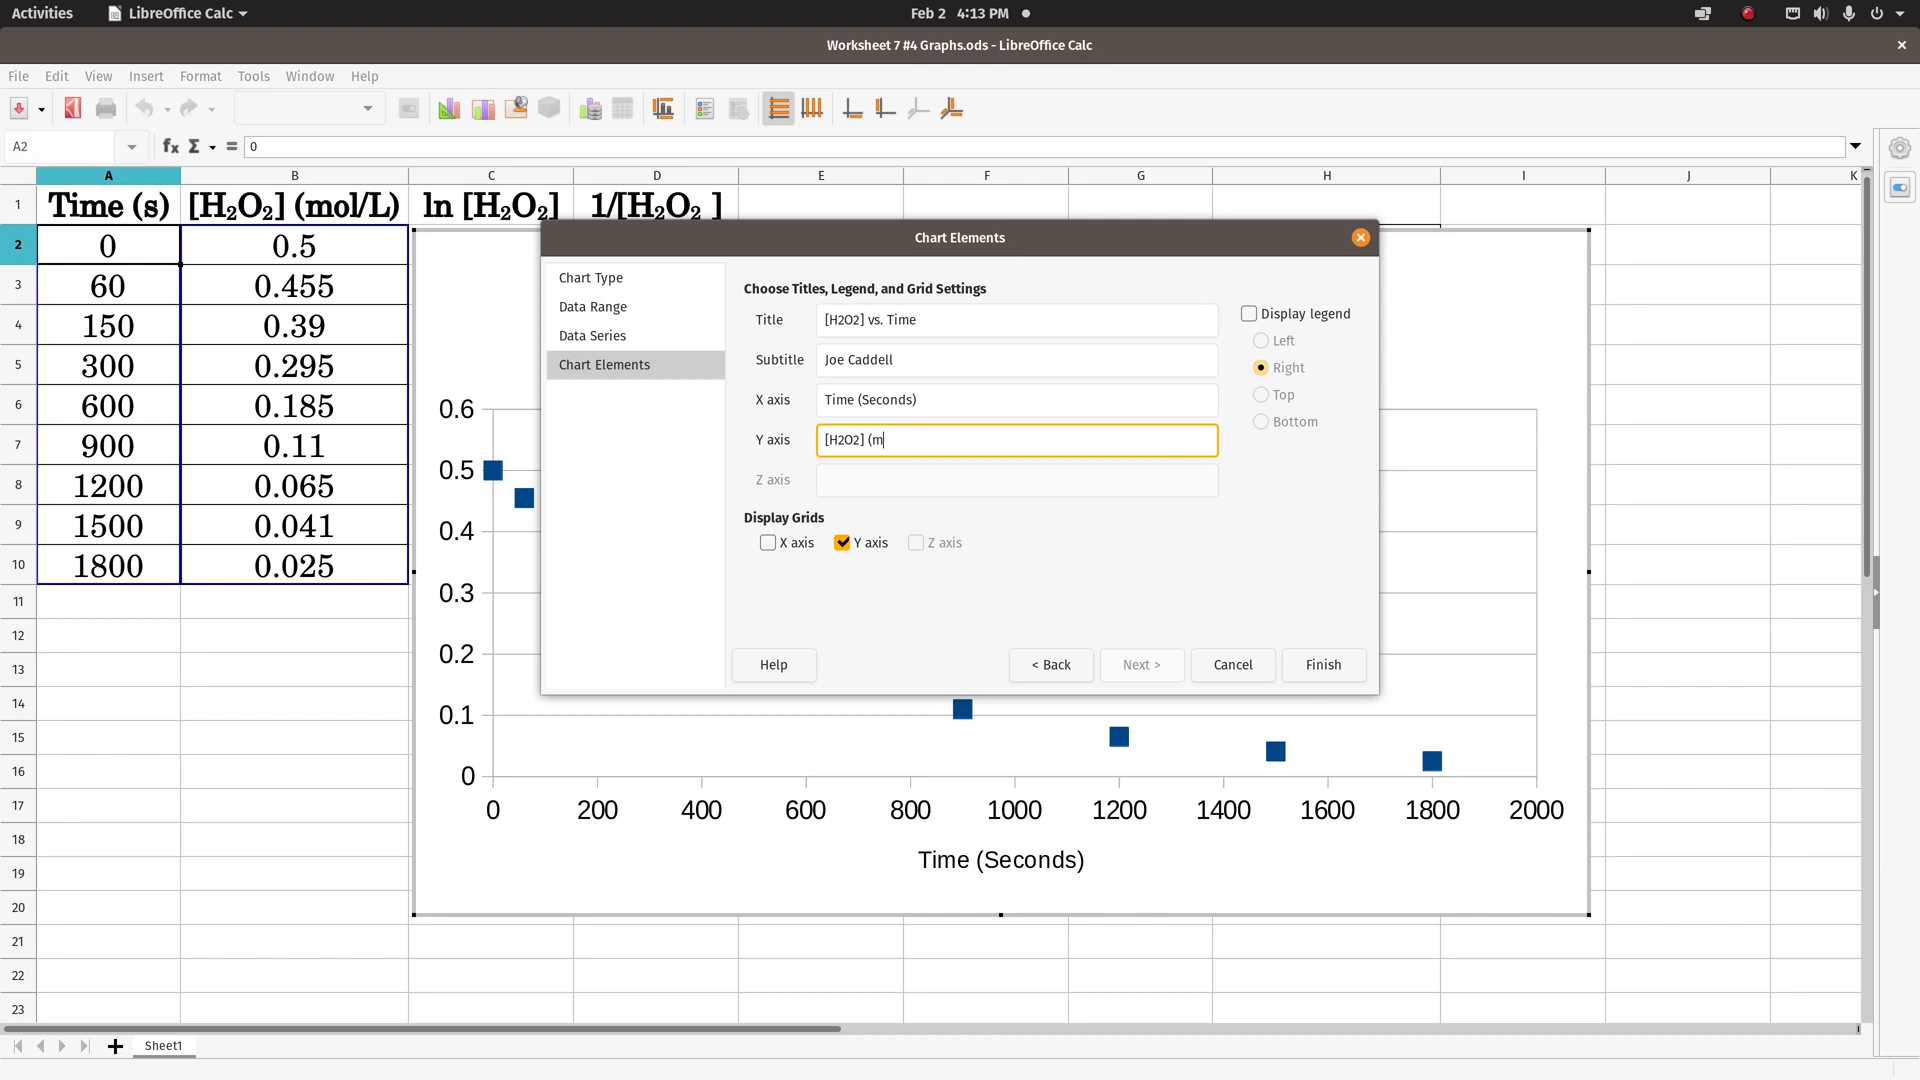 Activities LibreOffice Calc Feb 2 4:13 PM
Worksheet 7 #4 Graphs.ods - LibreOffice Calc
File Edit View Insert Format Tools Window Help
A2 fx Σ = 0
A B C D E F G H I J K
1 Time (s) [H₂O₂] (mol/L) ln [H₂O₂] 1/[H₂O₂ ]
2 0 0.5
3 60 0.455
4 150 0.39
5 300 0.295
6 600 0.185
7 900 0.11
8 1200 0.065
9 1500 0.041
10 1800 0.025
11
12
13
14
15
16
17
18
19
20
21
22
23
Chart Elements
Chart Type
Data Range
Data Series
Chart Elements
Choose Titles, Legend, and Grid Settings
Title [H2O2] vs. Time
Subtitle Joe Caddell
X axis Time (Seconds)
Y axis [H2O2] (m
Z axis
Display legend
Left
Right
Top
Bottom
Display Grids
X axis Y axis Z axis
Help < Back Next > Cancel Finish
0.6
0.5
0.4
0.3
0.2
0.1
0
0 200 400 600 800 1000 1200 1400 1600 1800 2000
Time (Seconds)
Sheet1